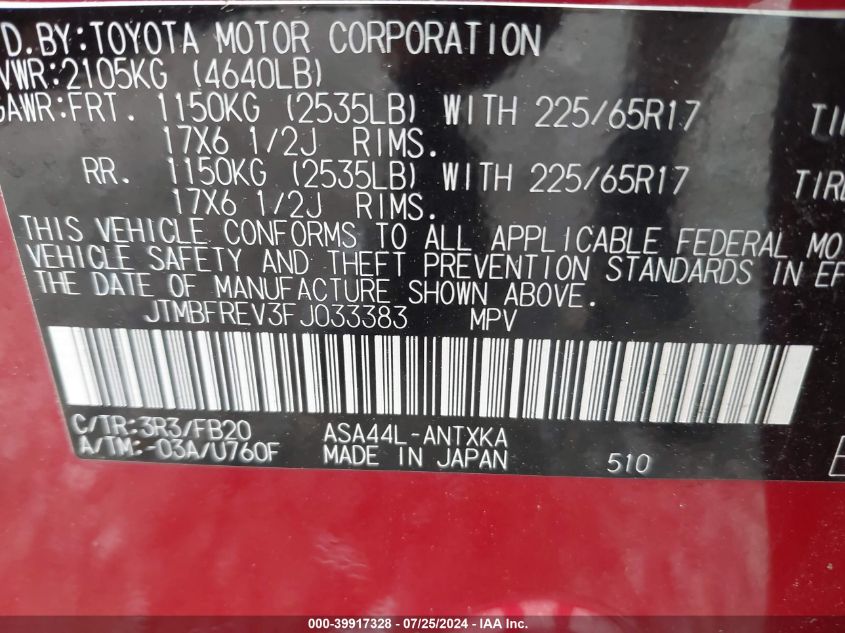 D.BY:TOYOTA MOTOR CORPORATION
VWR:2105KG (4640LB)
GAWR:FRT. 1150KG (2535LB) WITH 225/65R17
17X6 1/2J RIMS.
RR. 1150KG (2535LB) WITH 225/65R17 TIRE
17X6 1/2J RIMS.
THIS VEHICLE CONFORMS TO ALL APPLICABLE FEDERAL MO
VEHICLE SAFETY AND THEFT PREVENTION STANDARDS IN EF
THE DATE OF MANUFACTURE SHOWN ABOVE.
JTMBFREV3FJ033383 MPV
C/TR:3R3/FB20 ASA44L-ANTXKA
A/TM:-03A/U760F MADE IN JAPAN 510
000-39917328 - 07/25/2024 - IAA Inc.